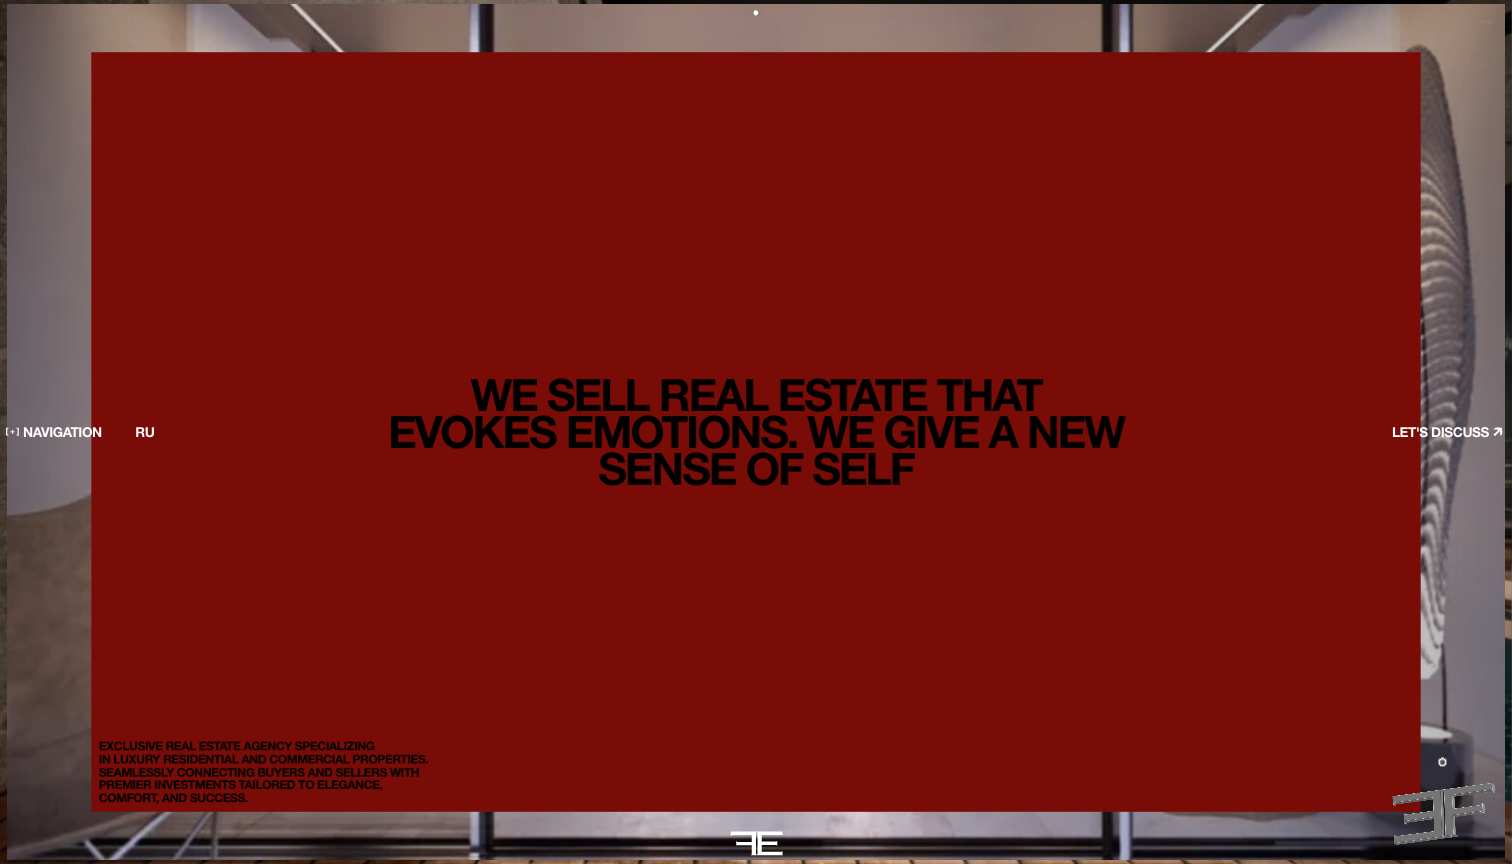 [+] NAVIGATION
RU
WE SELL REAL ESTATE THAT
EVOKES EMOTIONS. WE GIVE A NEW
SENSE OF SELF
LET'S DISCUSS ↗
EXCLUSIVE REAL ESTATE AGENCY SPECIALIZING
IN LUXURY RESIDENTIAL AND COMMERCIAL PROPERTIES.
SEAMLESSLY CONNECTING BUYERS AND SELLERS WITH
PREMIER INVESTMENTS TAILORED TO ELEGANCE,
COMFORT, AND SUCCESS.